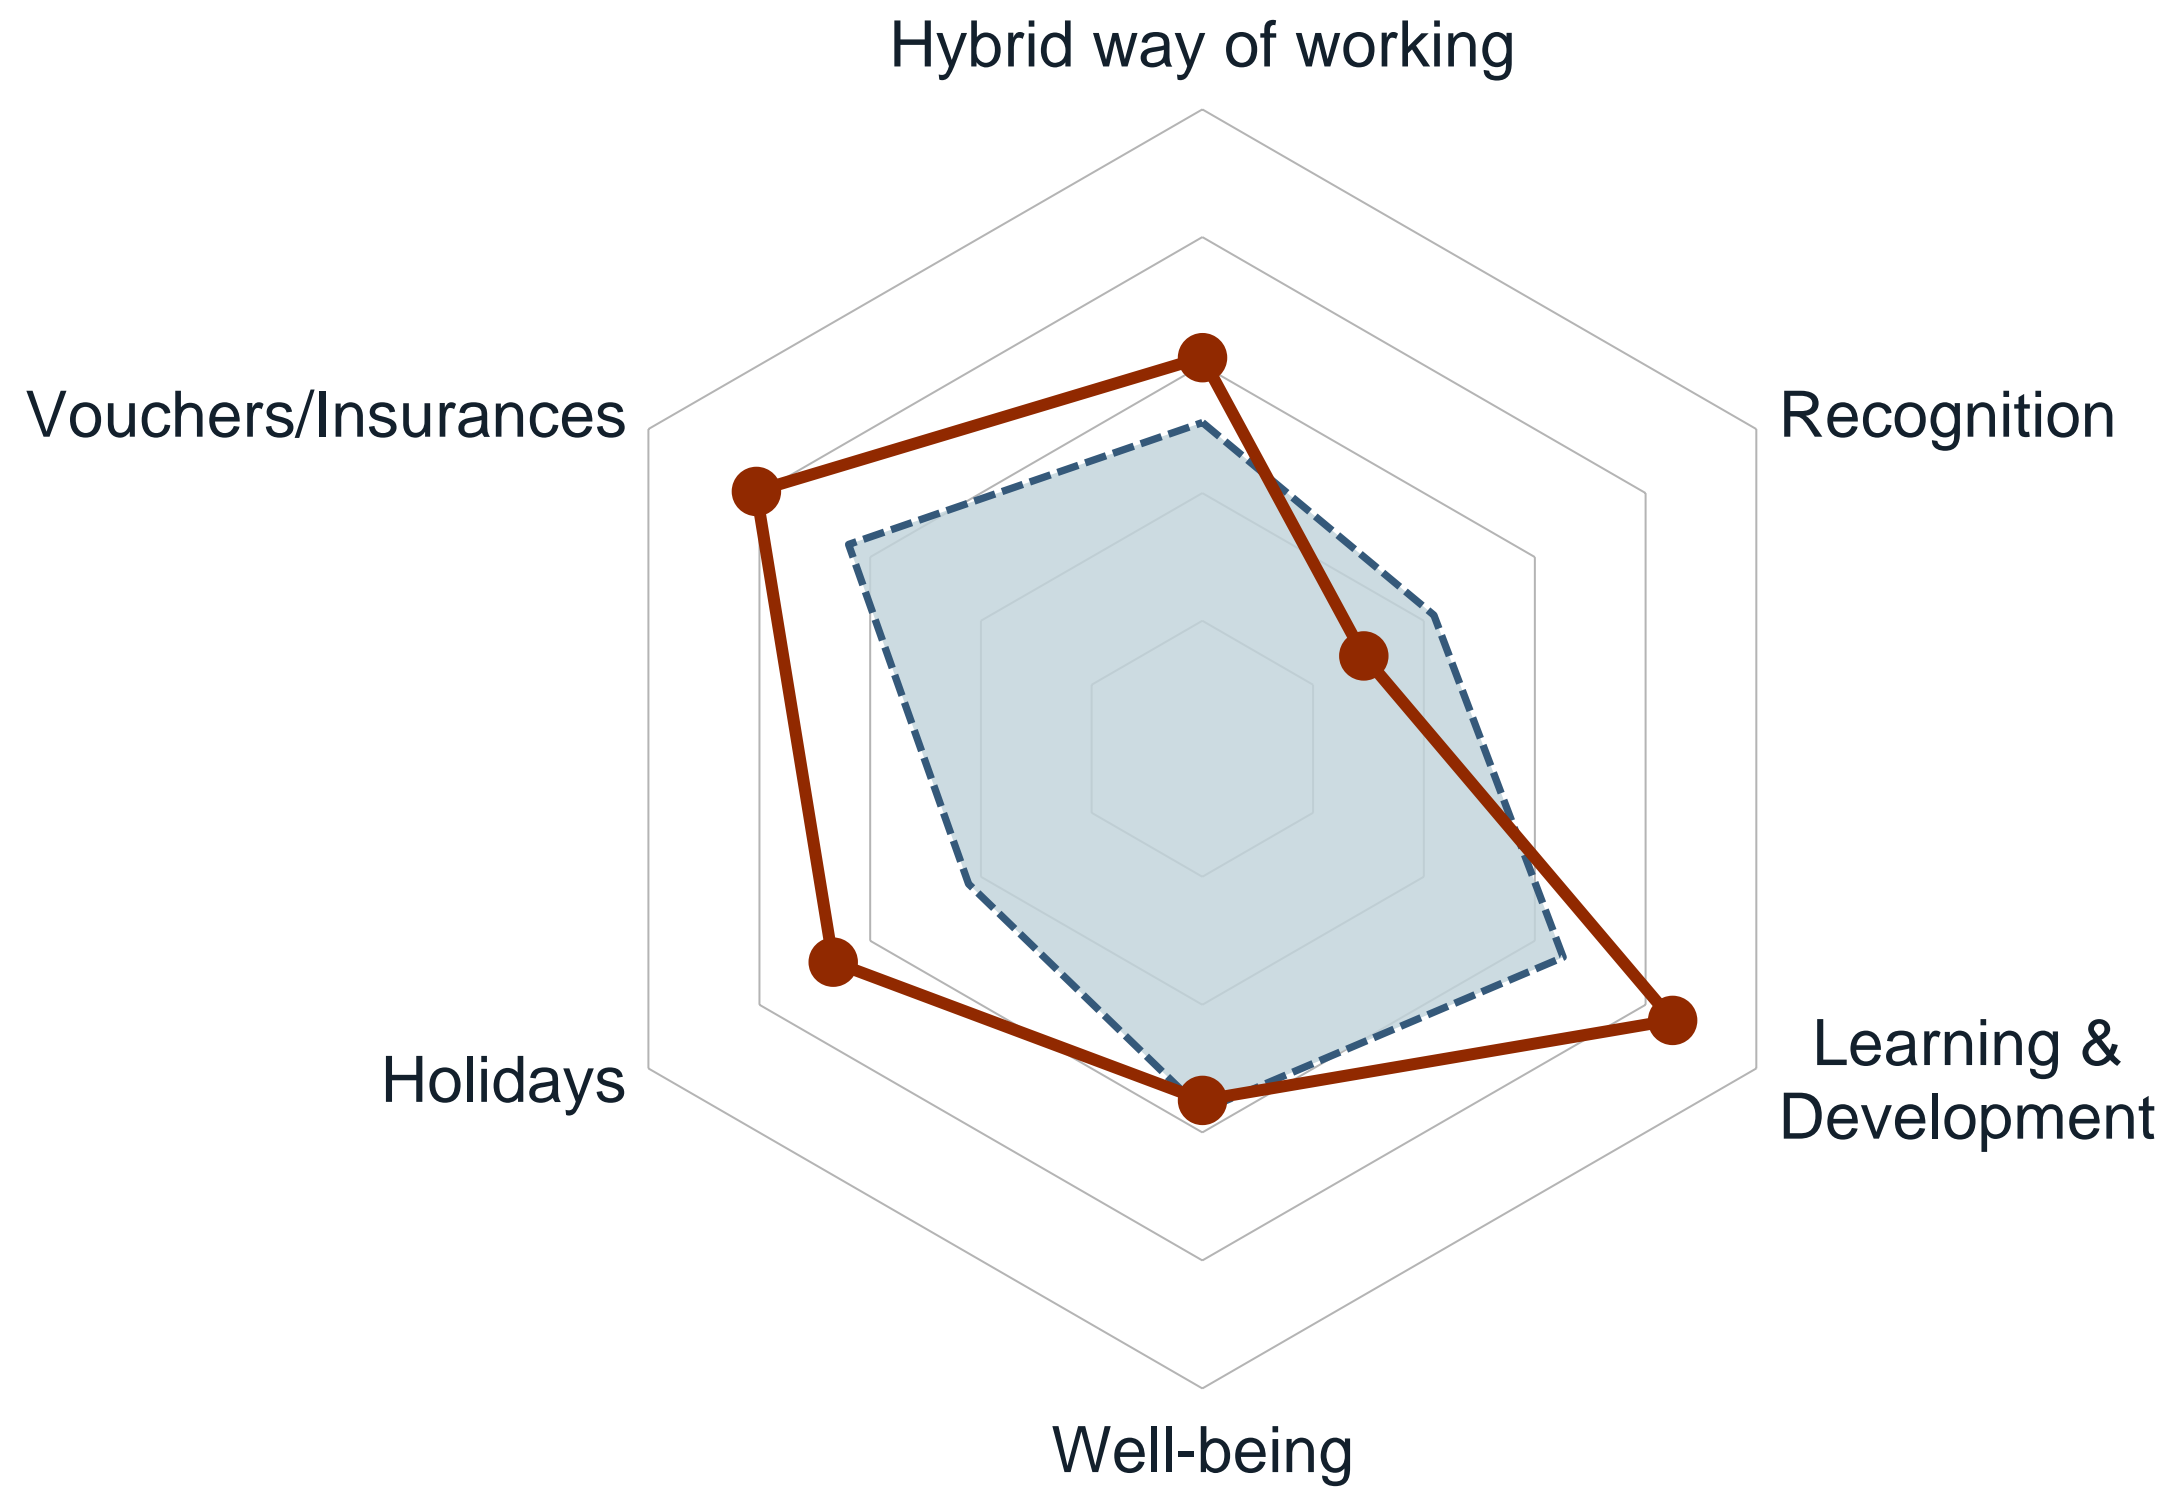 Hybrid way of working
Vouchers/Insurances
Recognition
Holidays
Learning &
Development
Well-being